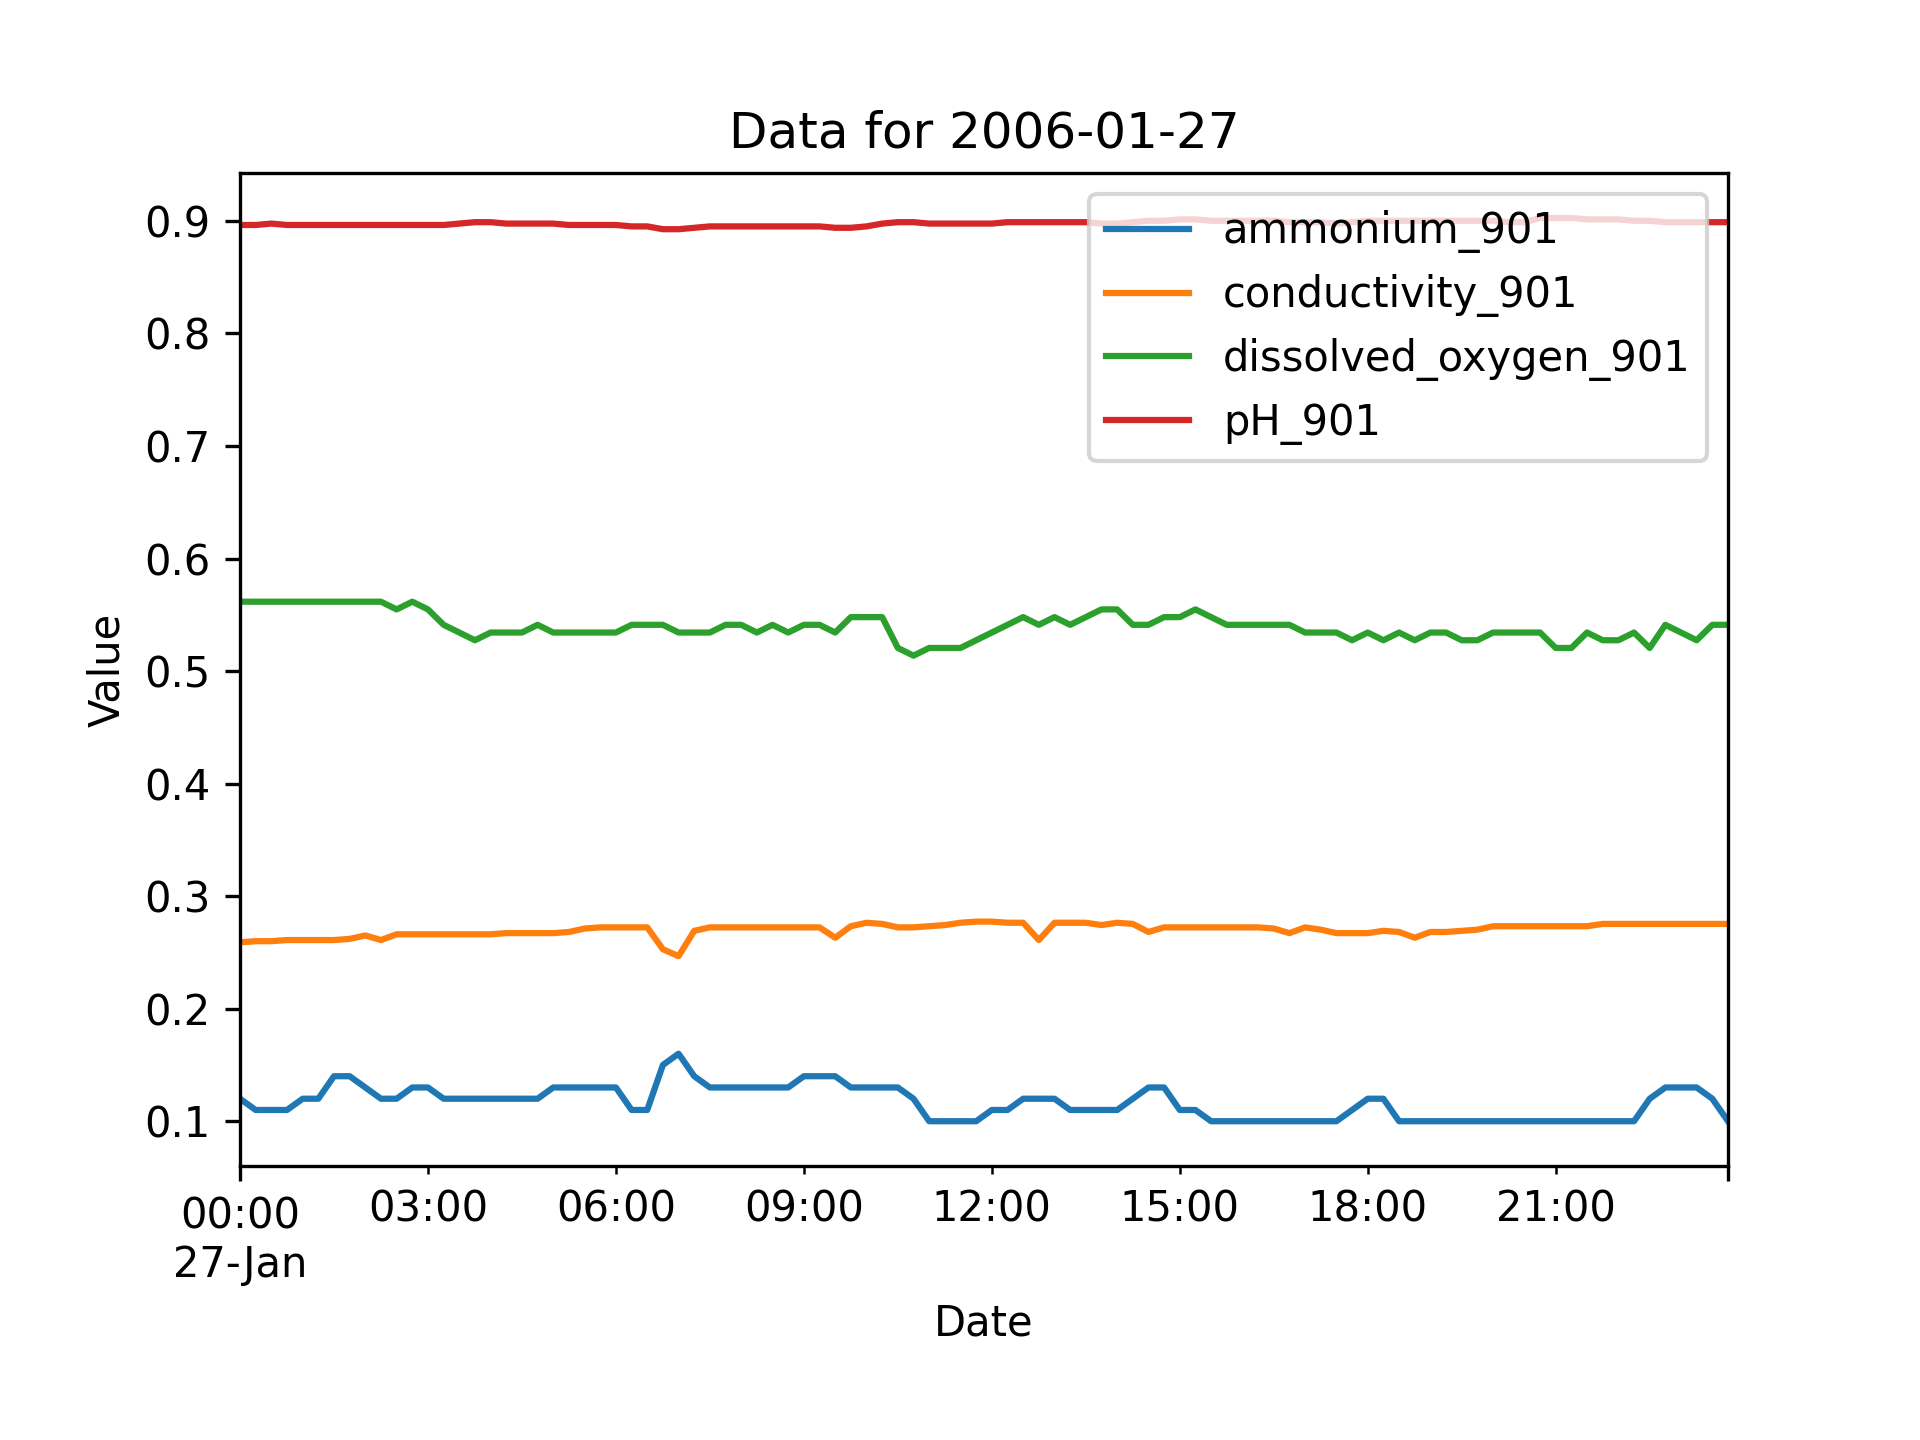 Data for 2006-01-27
ammonium_901
conductivity_901
dissolved_oxygen_901
pH_901
Value
0.9
0.8
0.7
0.6
0.5
0.4
0.3
0.2
0.1
00:00 03:00 06:00 09:00 12:00 15:00 18:00 21:00
27-Jan
Date